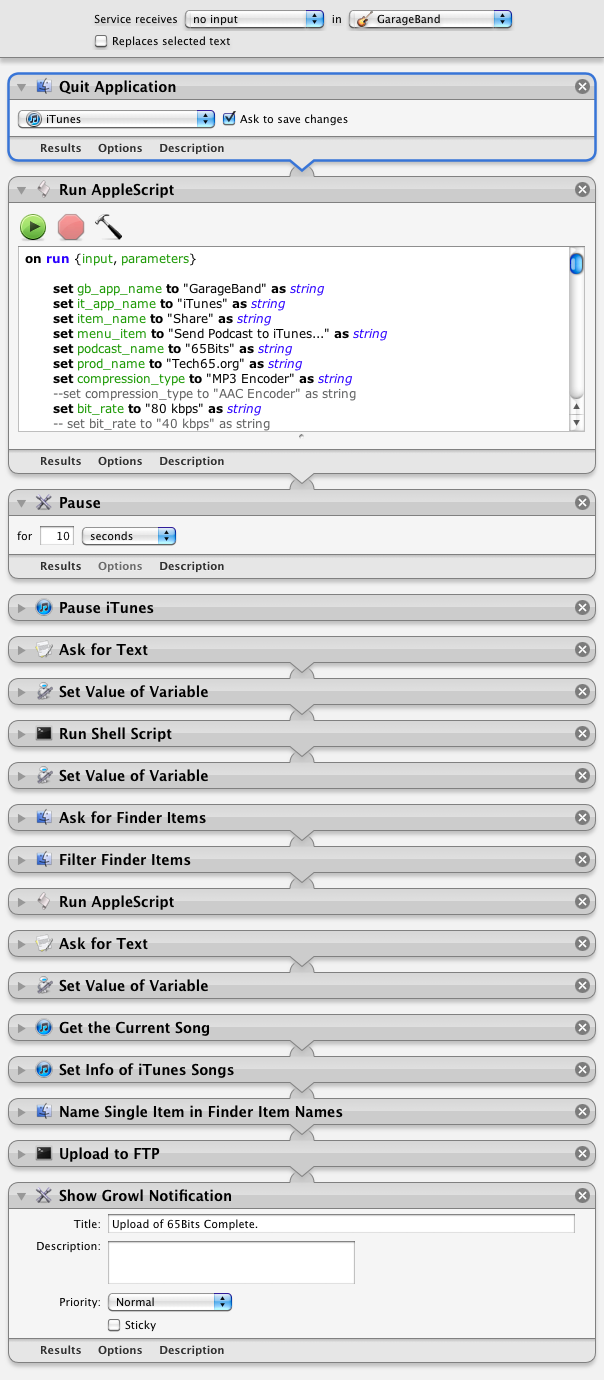 Service receives no input in GarageBand
Replaces selected text
Quit Application
iTunes Ask to save changes
Results Options Description
Run AppleScript
on run {input, parameters}
set gb_app_name to "GarageBand" as string
set it_app_name to "iTunes" as string
set item_name to "Share" as string
set menu_item to "Send Podcast to iTunes..." as string
set podcast_name to "65Bits" as string
set prod_name to "Tech65.org" as string
set compression_type to "MP3 Encoder" as string
--set compression_type to "AAC Encoder" as string
set bit_rate to "80 kbps" as string
-- set bit_rate to "40 kbps" as string
Results Options Description
Pause
for 10 seconds
Results Options Description
Pause iTunes
Ask for Text
Set Value of Variable
Run Shell Script
Set Value of Variable
Ask for Finder Items
Filter Finder Items
Run AppleScript
Ask for Text
Set Value of Variable
Get the Current Song
Set Info of iTunes Songs
Name Single Item in Finder Item Names
Upload to FTP
Show Growl Notification
Title: Upload of 65Bits Complete.
Description:
Priority: Normal
Sticky
Results Options Description